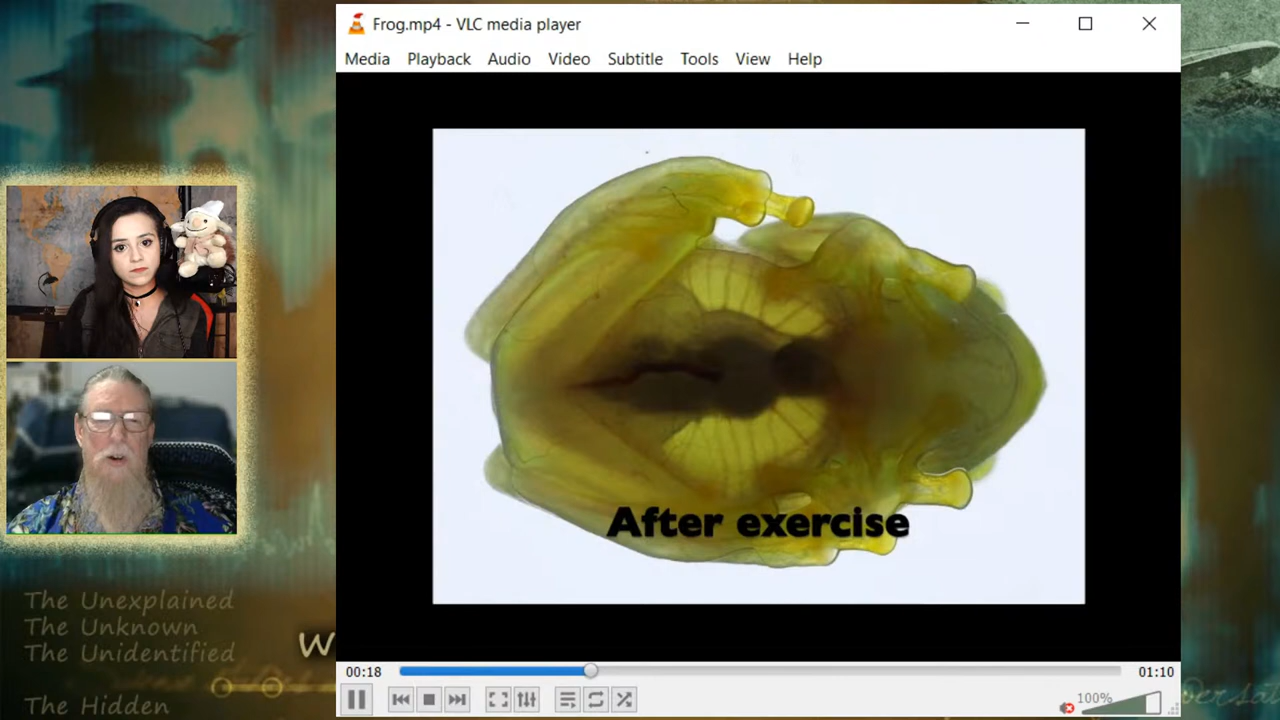 Frog.mp4 - VLC media player
Media Playback Audio Video Subtitle Tools View Help
After exercise
00:18
01:10
100%
The Unexplained
The Unknown
The Unidentified
The Hidden
W